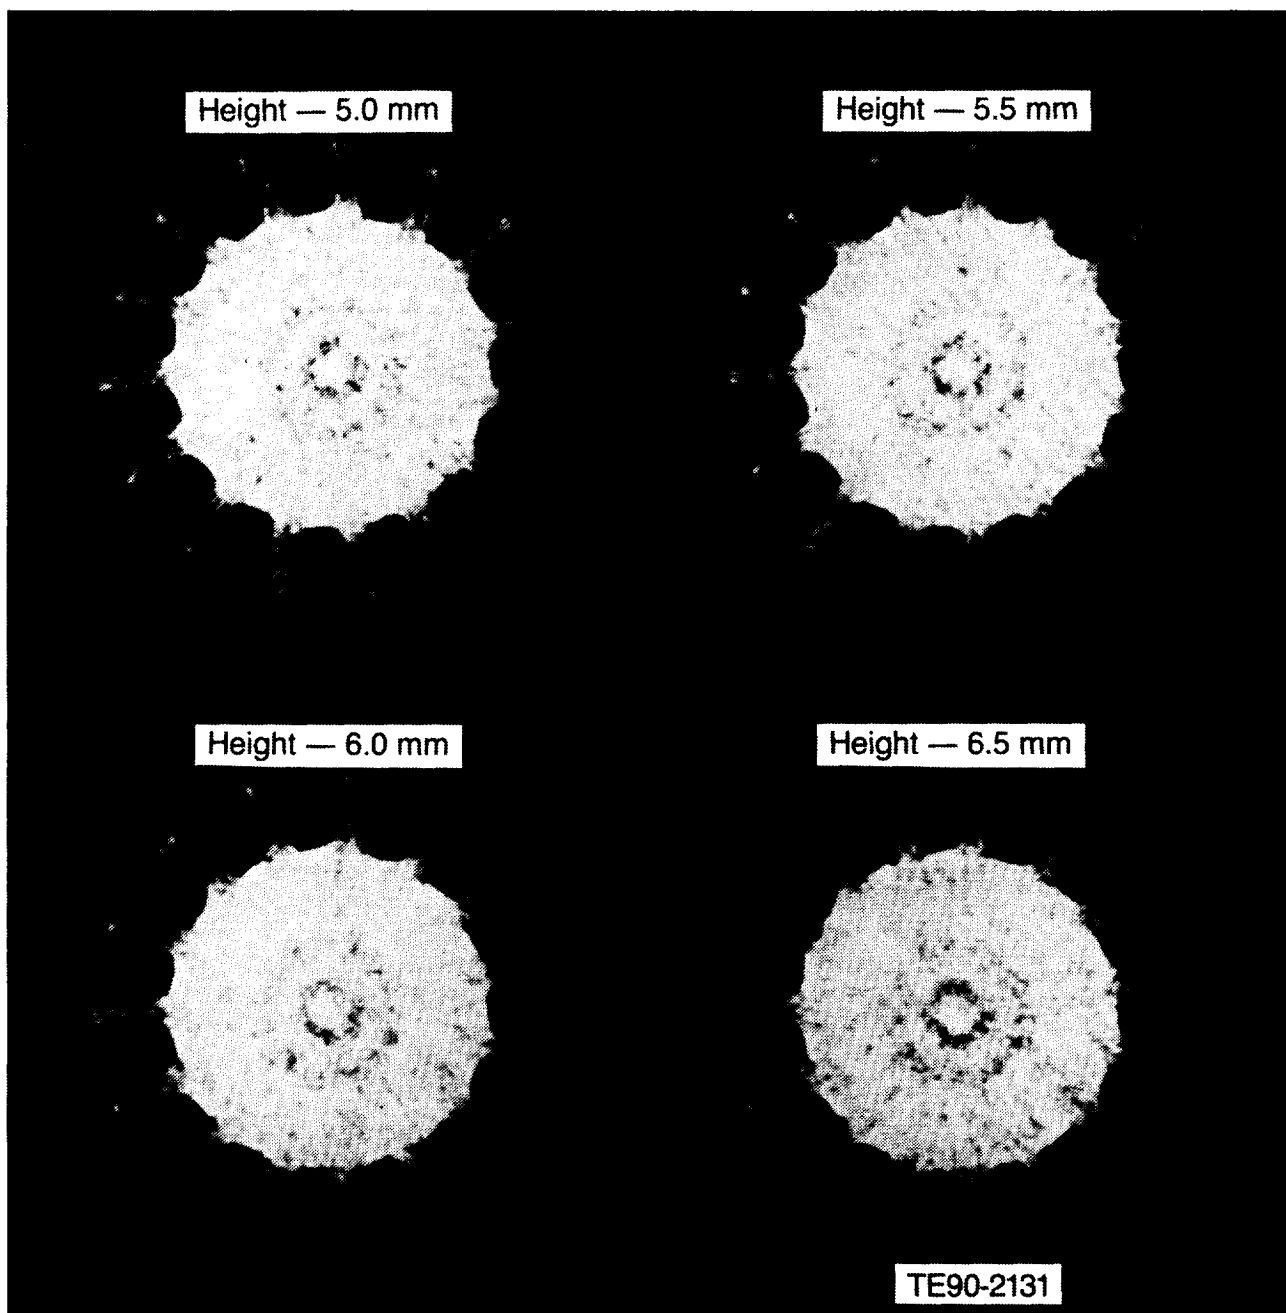 Height — 5.0 mm
Height — 5.5 mm
Height — 6.0 mm
Height — 6.5 mm
TE90-2131